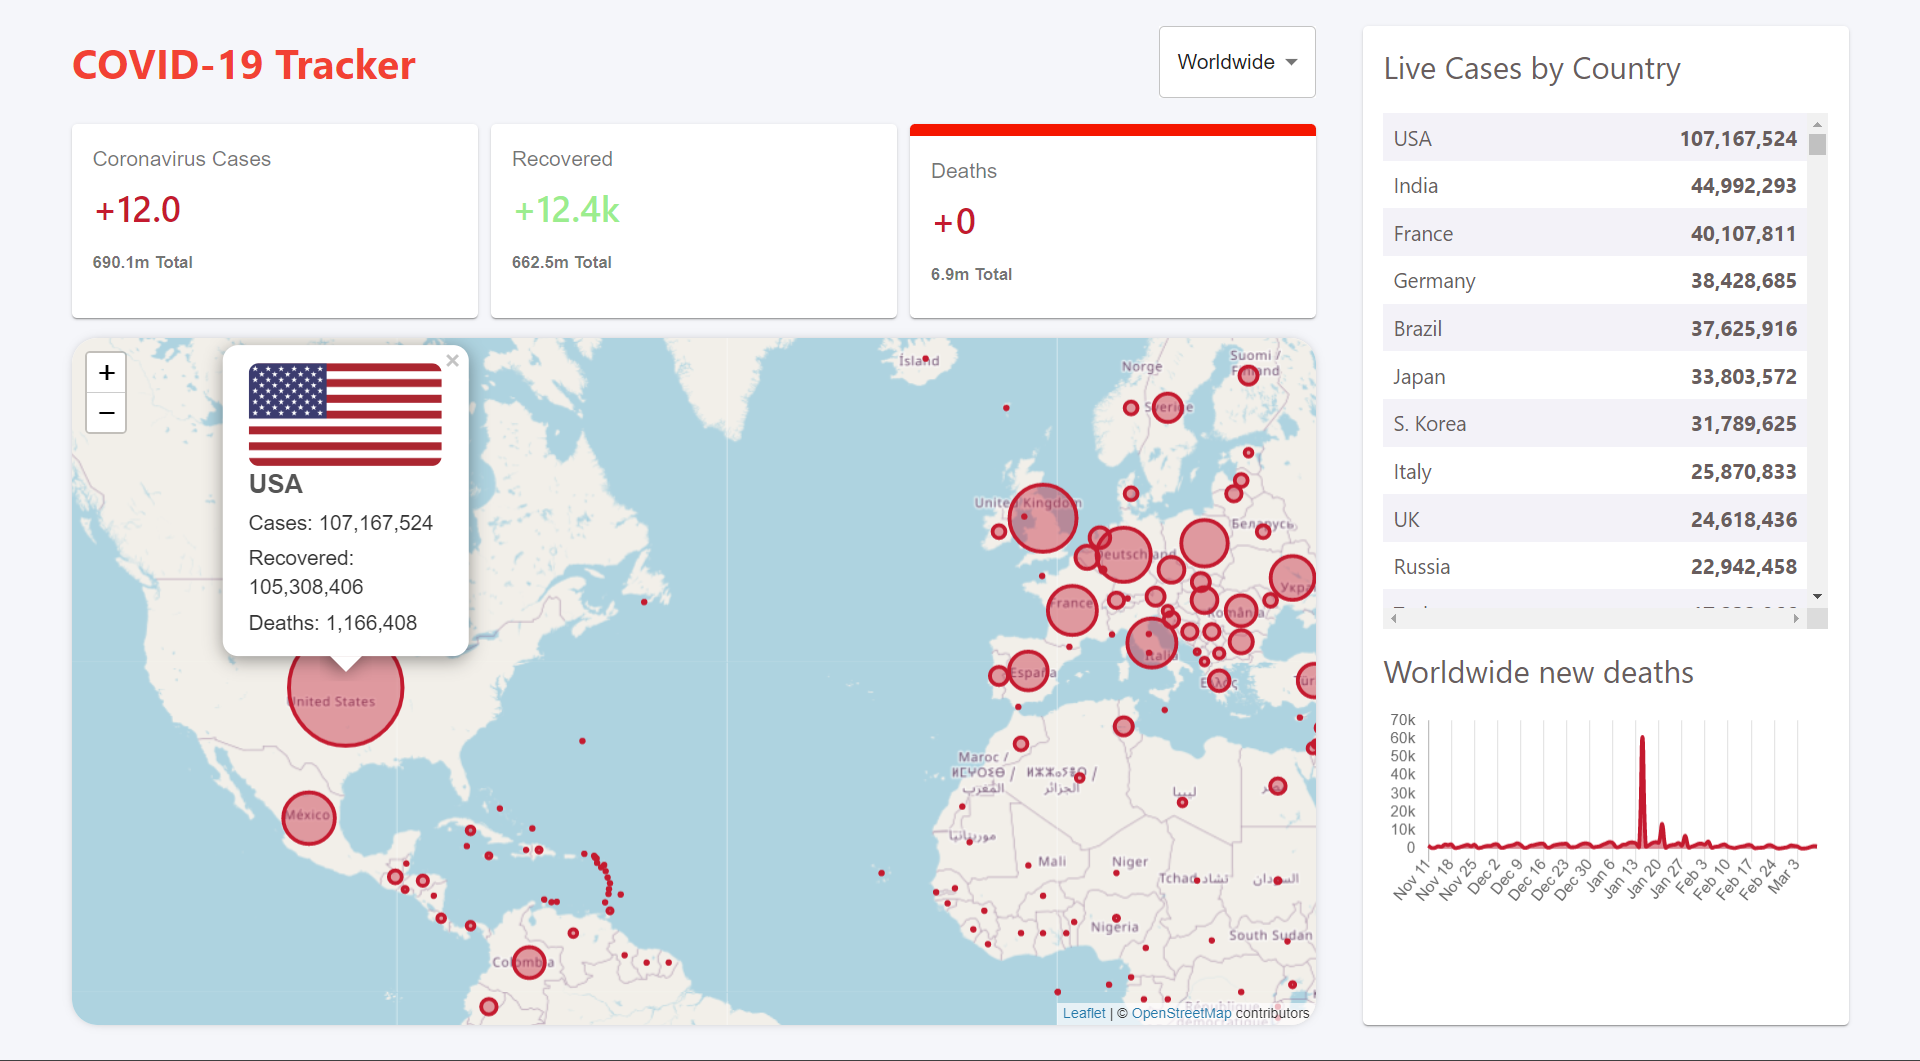 COVID-19 Tracker
Worldwide
Coronavirus Cases
+12.0
690.1m Total
Recovered
+12.4k
662.5m Total
Deaths
+0
6.9m Total
+
−
×
USA
Cases: 107,167,524
Recovered:
105,308,406
Deaths: 1,166,408
United States
México
Colombia
Ísland
Norge
Suomi /
Finland
Sverige
United Kingdom
Беларусь
Deutschland
France
România
Italia
España
Maroc /
ⵍⵎⵖⵔⵉⴱ /
المغرب
الجزائر
ليبيا
موريتانيا
Mali
Niger
Tchad تشاد
السودان
Nigeria
South Sudan
République
Leaflet | © OpenStreetMap contributors
Live Cases by Country
USA 107,167,524
India 44,992,293
France 40,107,811
Germany 38,428,685
Brazil 37,625,916
Japan 33,803,572
S. Korea 31,789,625
Italy 25,870,833
UK 24,618,436
Russia 22,942,458
Worldwide new deaths
70k
60k
50k
40k
30k
20k
10k
0
Nov 11
Nov 18
Nov 25
Dec 2
Dec 9
Dec 16
Dec 23
Dec 30
Jan 6
Jan 13
Jan 20
Jan 27
Feb 3
Feb 10
Feb 17
Feb 24
Mar 3